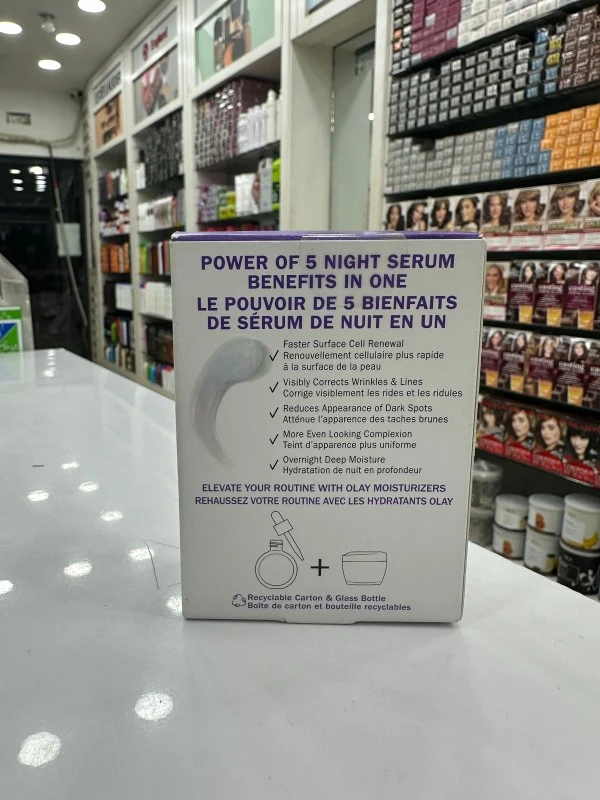 POWER OF 5 NIGHT SERUM
BENEFITS IN ONE
LE POUVOIR DE 5 BIENFAITS
DE SÉRUM DE NUIT EN UN
Faster Surface Cell Renewal
Renouvellement cellulaire plus rapide
à la surface de la peau
Visibly Corrects Wrinkles & Lines
Corrige visiblement les rides et les ridules
Reduces Appearance of Dark Spots
Atténue l'apparence des taches brunes
More Even Looking Complexion
Teint d'apparence plus uniforme
Overnight Deep Moisture
Hydratation de nuit en profondeur
ELEVATE YOUR ROUTINE WITH OLAY MOISTURIZERS
REHAUSSEZ VOTRE ROUTINE AVEC LES HYDRATANTS OLAY
+
Recyclable Carton & Glass Bottle
Boîte de carton et bouteille recyclables